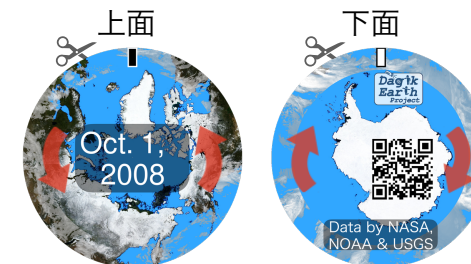 上面
下面
Dagik
Earth
Project
Oct. 1,
2008
Data by NASA,
NOAA & USGS